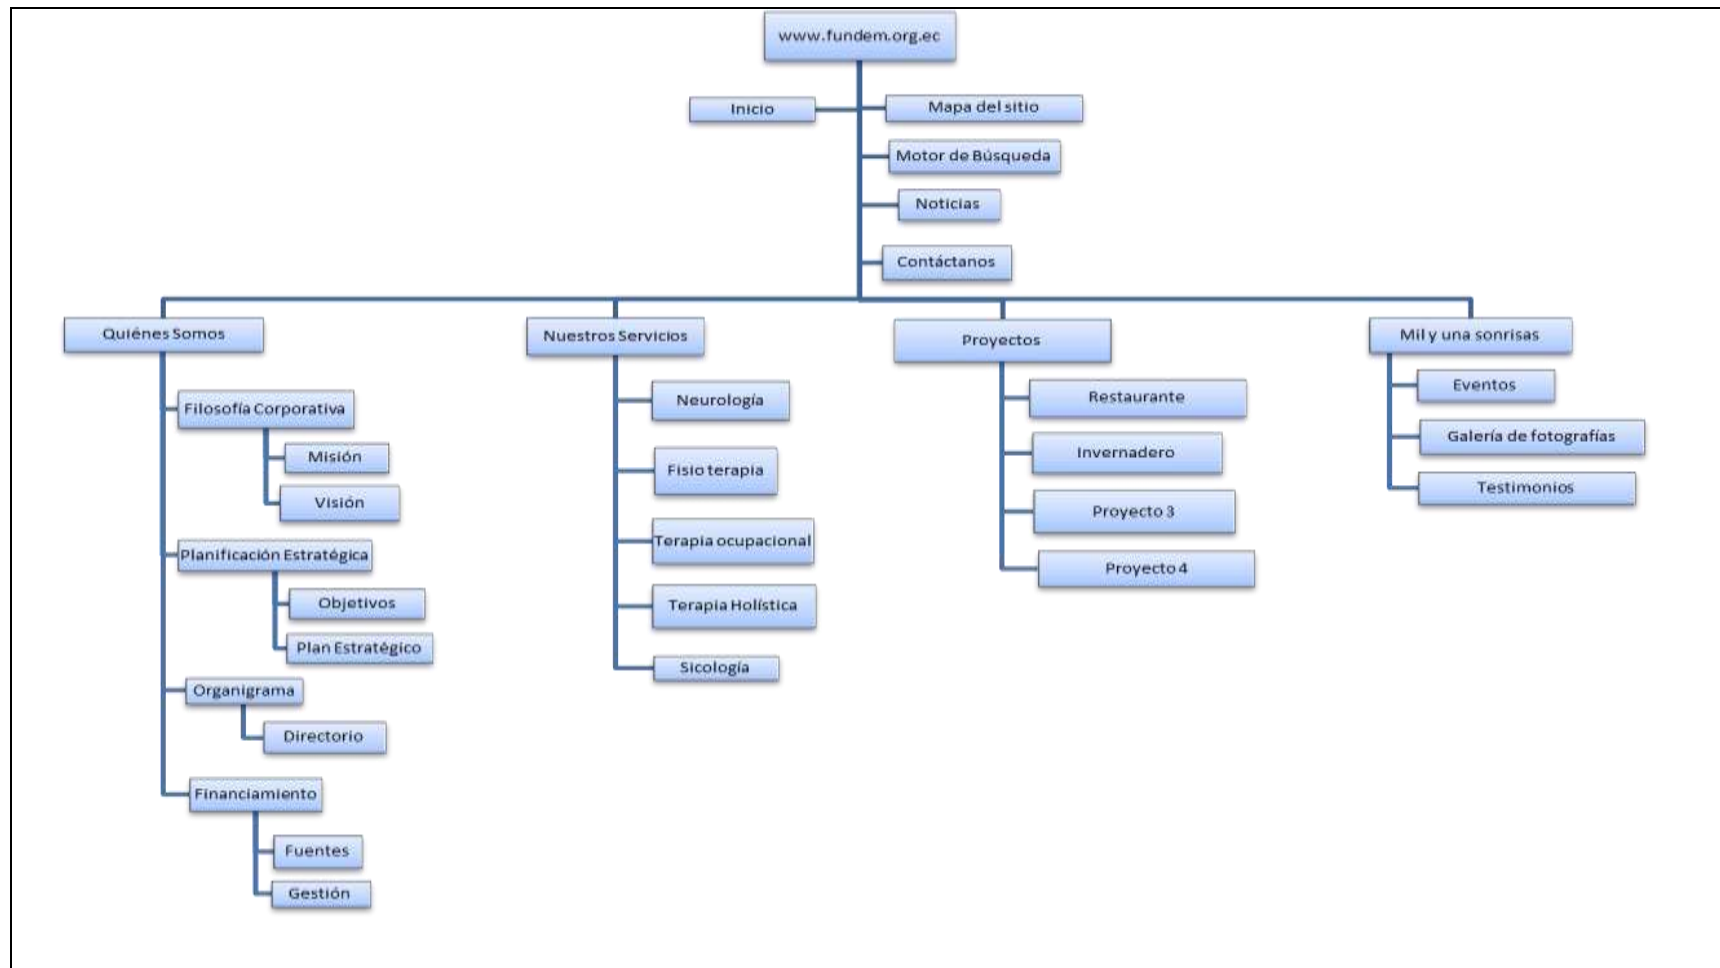 www.fundem.org.ec
Inicio
Mapa del sitio
Motor de Búsqueda
Noticias
Contáctanos
Quiénes Somos
Filosofía Corporativa
Misión
Visión
Planificación Estratégica
Objetivos
Plan Estratégico
Organigrama
Directorio
Financiamiento
Fuentes
Gestión
Nuestros Servicios
Neurología
Fisio terapia
Terapia ocupacional
Terapia Holística
Sicología
Proyectos
Restaurante
Invernadero
Proyecto 3
Proyecto 4
Mil y una sonrisas
Eventos
Galería de fotografías
Testimonios